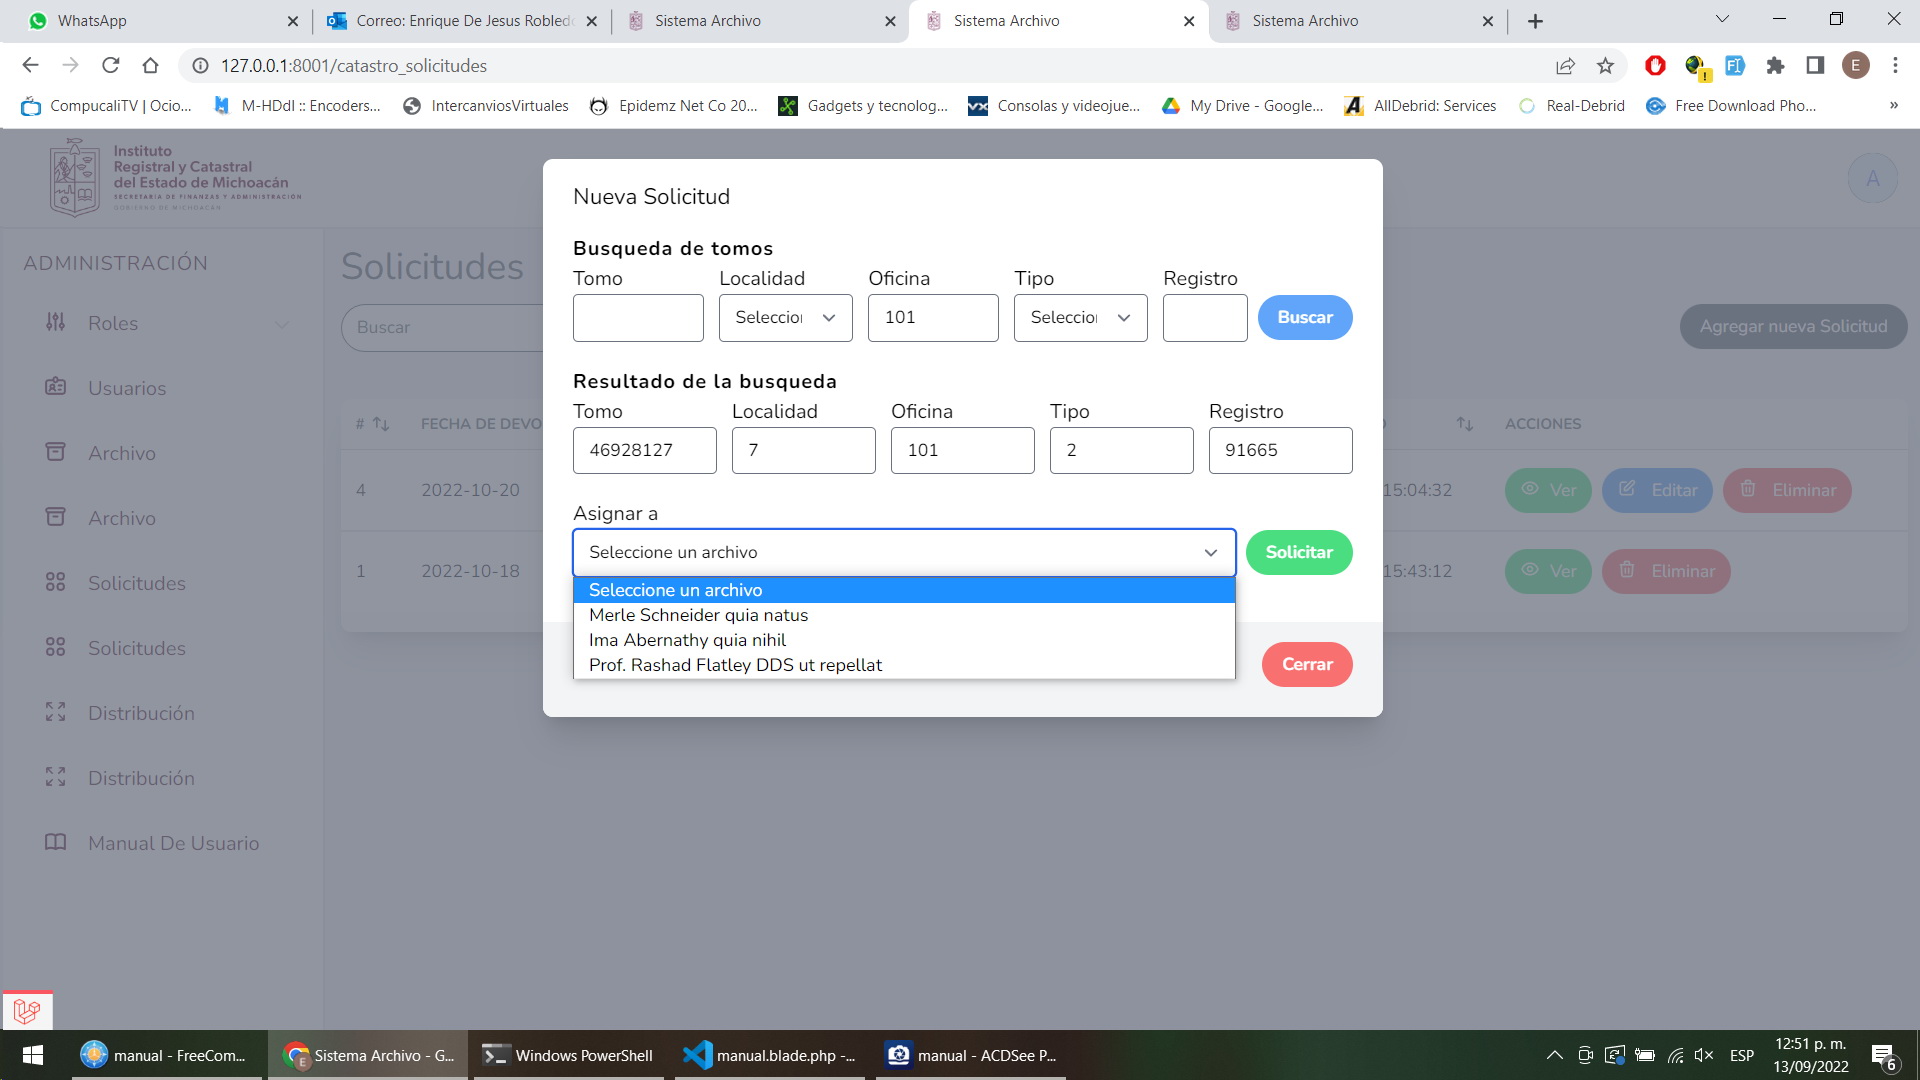 WhatsApp
Correo: Enrique De Jesus Robled
Sistema Archivo
Sistema Archivo
Sistema Archivo
127.0.0.1:8001/catastro_solicitudes
E
CompucaliTV | Ocio...
M-HDdl :: Encoders...
IntercanviosVirtuales
Epidemz Net Co 20...
Gadgets y tecnolog...
Consolas y videojue...
My Drive - Google...
AllDebrid: Services
Real-Debrid
Free Download Pho...
»
Instituto
Registral y Catastral
del Estado de Michoacán
SECRETARÍA DE FINANZAS Y ADMINISTRACIÓN
GOBIERNO DE MICHOACÁN
A
ADMINISTRACIÓN
Roles
Usuarios
Archivo
Archivo
Solicitudes
Solicitudes
Distribución
Distribución
Manual De Usuario
Solicitudes
Buscar
Agregar nueva Solicitud
# FECHA DE DEVO
O ACCIONES
4 2022-10-20 15:04:32 Ver Editar Eliminar
1 2022-10-18 15:43:12 Ver Eliminar
Nueva Solicitud
Busqueda de tomos
Tomo Localidad Oficina Tipo Registro
Seleccio 101 Seleccio Buscar
Resultado de la busqueda
Tomo Localidad Oficina Tipo Registro
46928127 7 101 2 91665
Asignar a
Seleccione un archivo Solicitar
Seleccione un archivo
Merle Schneider quia natus
Ima Abernathy quia nihil
Prof. Rashad Flatley DDS ut repellat
Cerrar
manual - FreeCom...
Sistema Archivo - G...
Windows PowerShell
manual.blade.php -...
manual - ACDSee P...
ESP
12:51 p. m.
13/09/2022
6